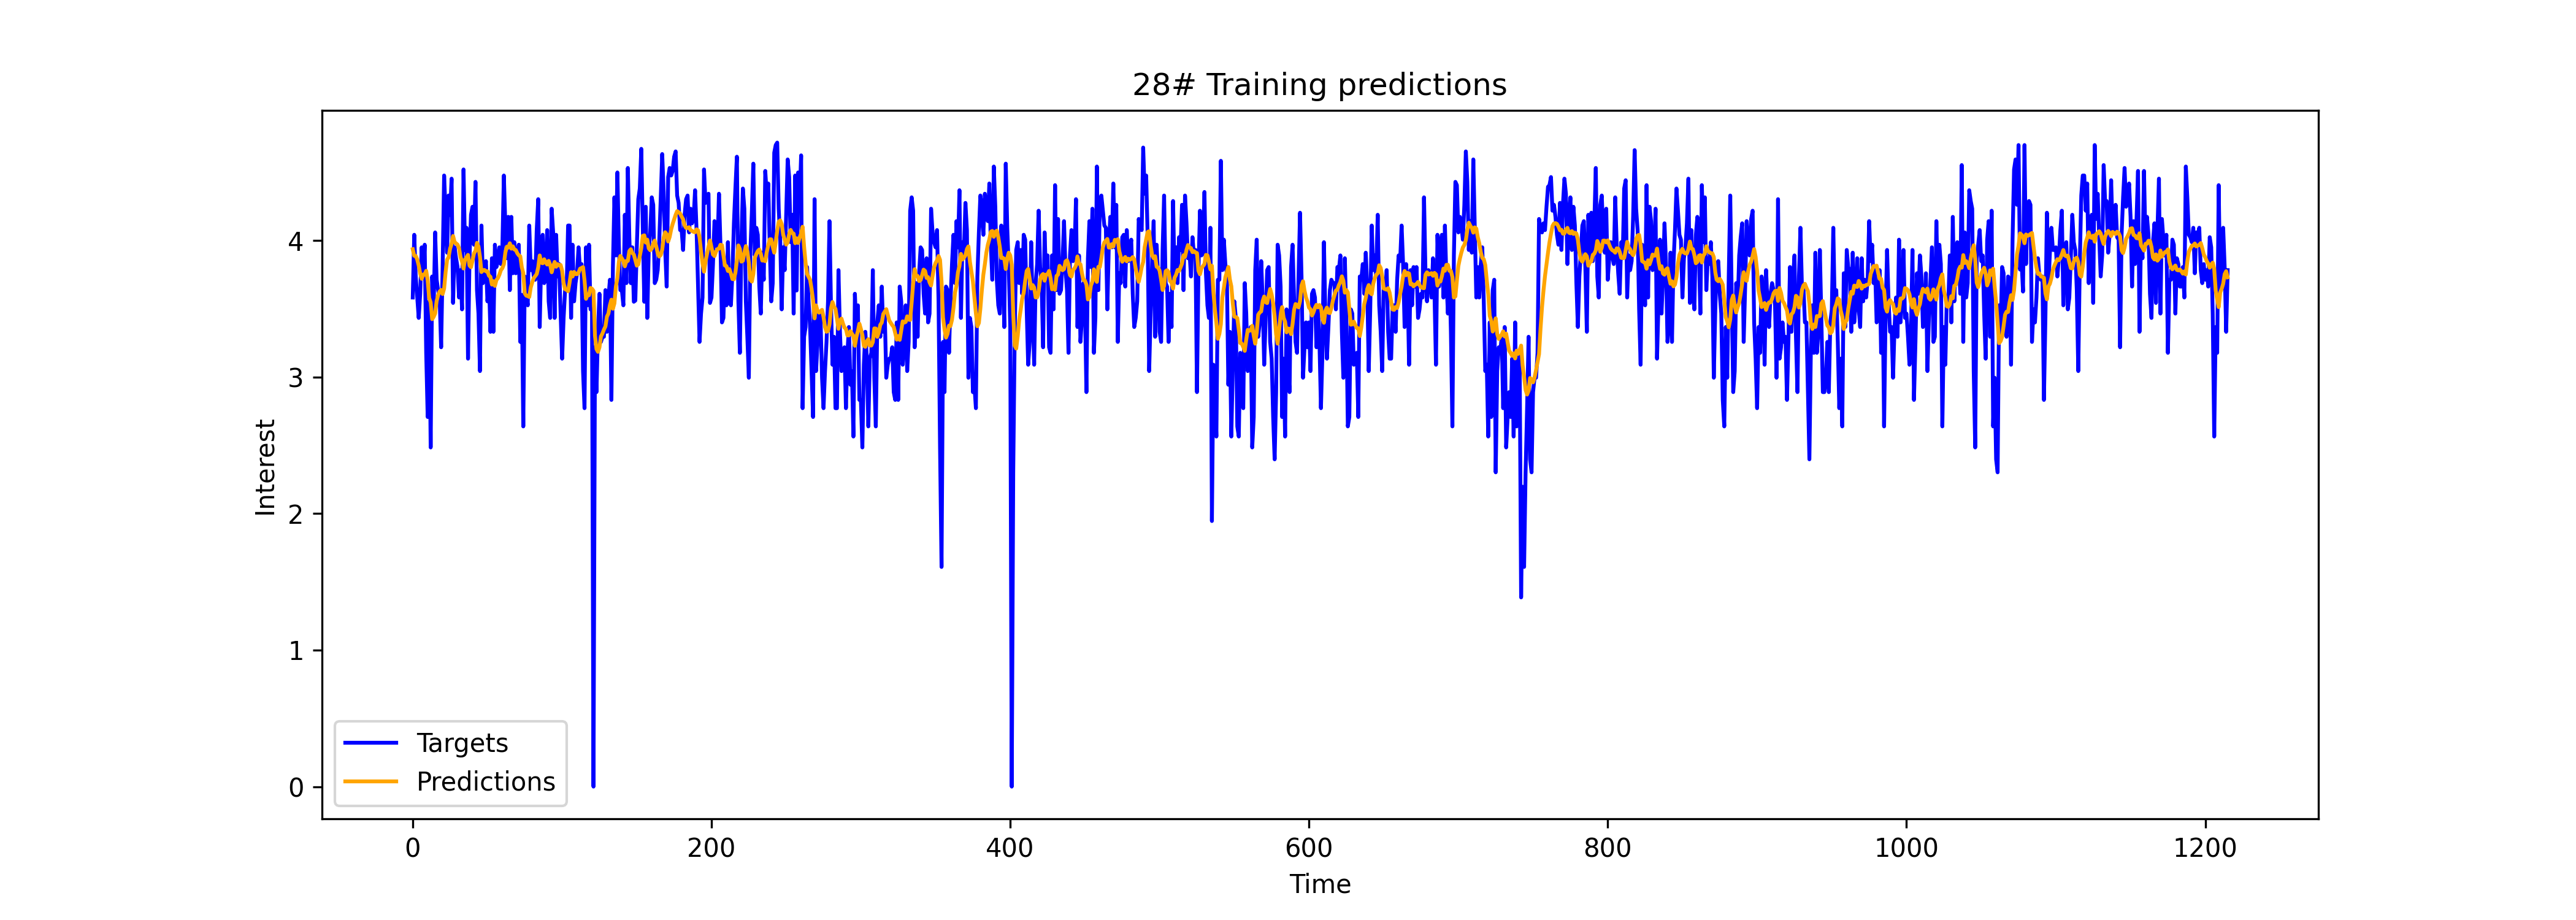 28# Training predictions
Interest
4
3
2
1
0
Targets
Predictions
0 200 400 600 800 1000 1200
Time